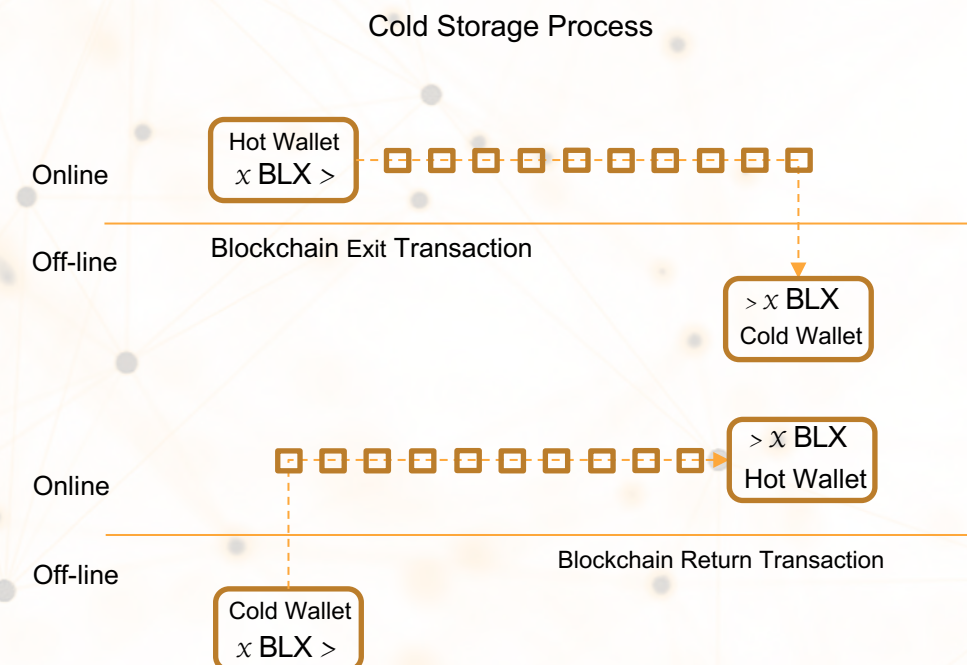 Cold Storage Process
Hot Wallet
x BLX >
Online
Off-line
Blockchain Exit Transaction
> x BLX
Cold Wallet
> x BLX
Hot Wallet
Online
Blockchain Return Transaction
Off-line
Cold Wallet
x BLX >